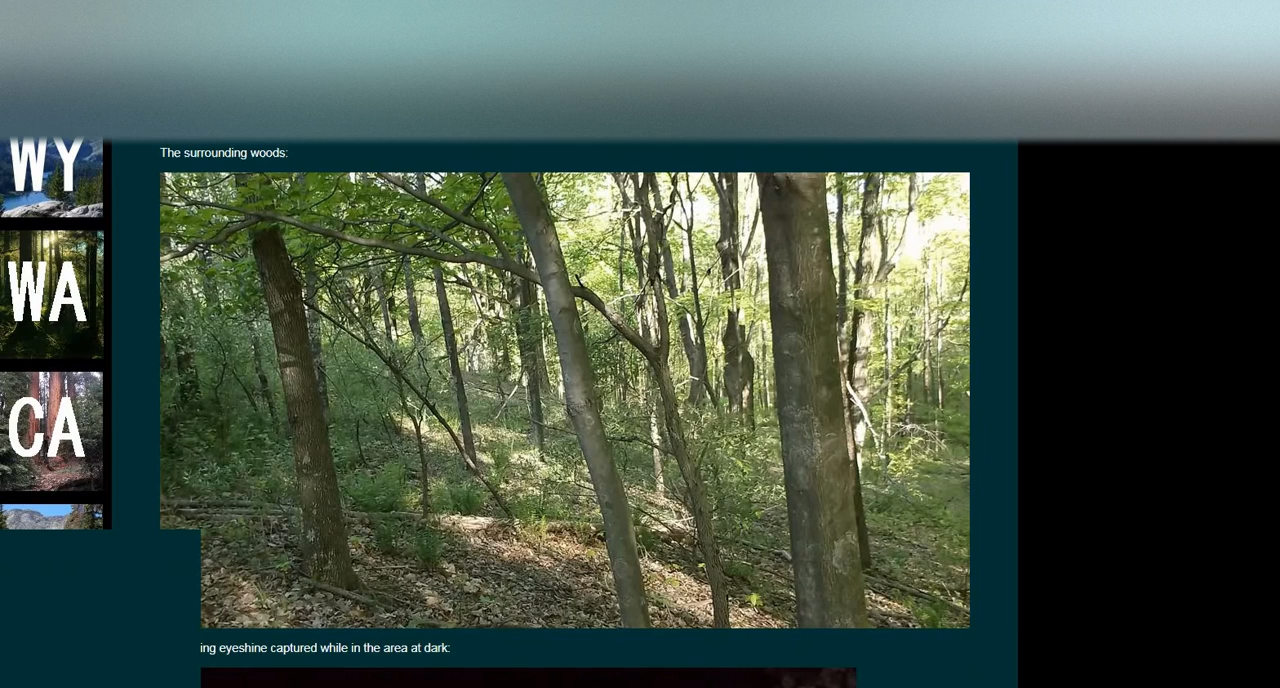 The surrounding woods:
WY
WA
CA
ing eyeshine captured while in the area at dark: